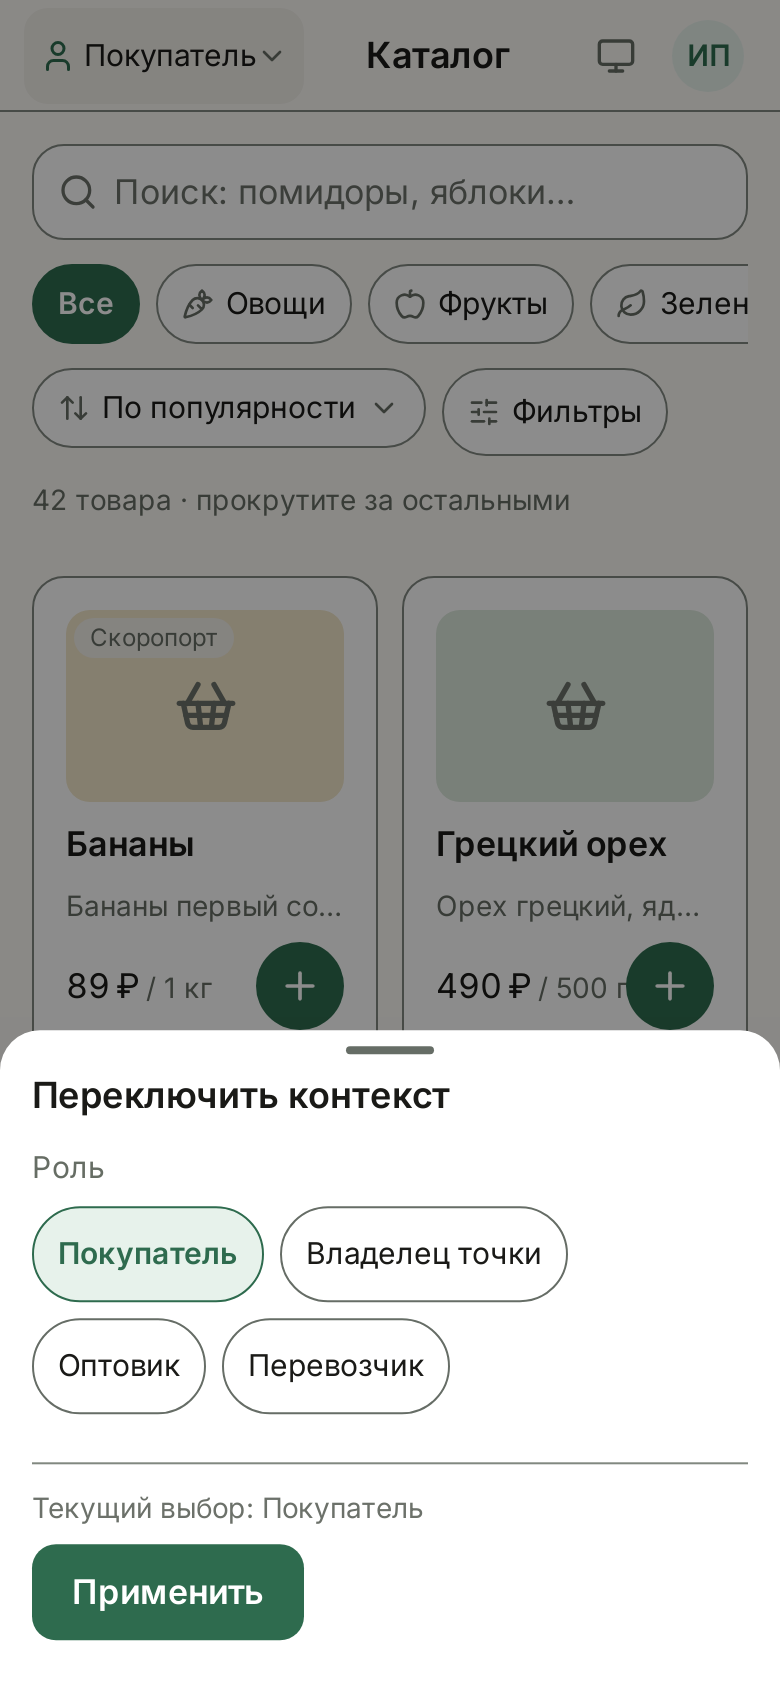 Покупатель Каталог ИП
Поиск: помидоры, яблоки...
Все Овощи Фрукты Зелен
По популярности Фильтры
42 товара · прокрутите за остальными
Скоропорт
Бананы Грецкий орех
Бананы первый со... Орех грецкий, яд...
89 ₽ / 1 кг 490 ₽ / 500 г
Переключить контекст
Роль
Покупатель Владелец точки
Оптовик Перевозчик
Текущий выбор: Покупатель
Применить